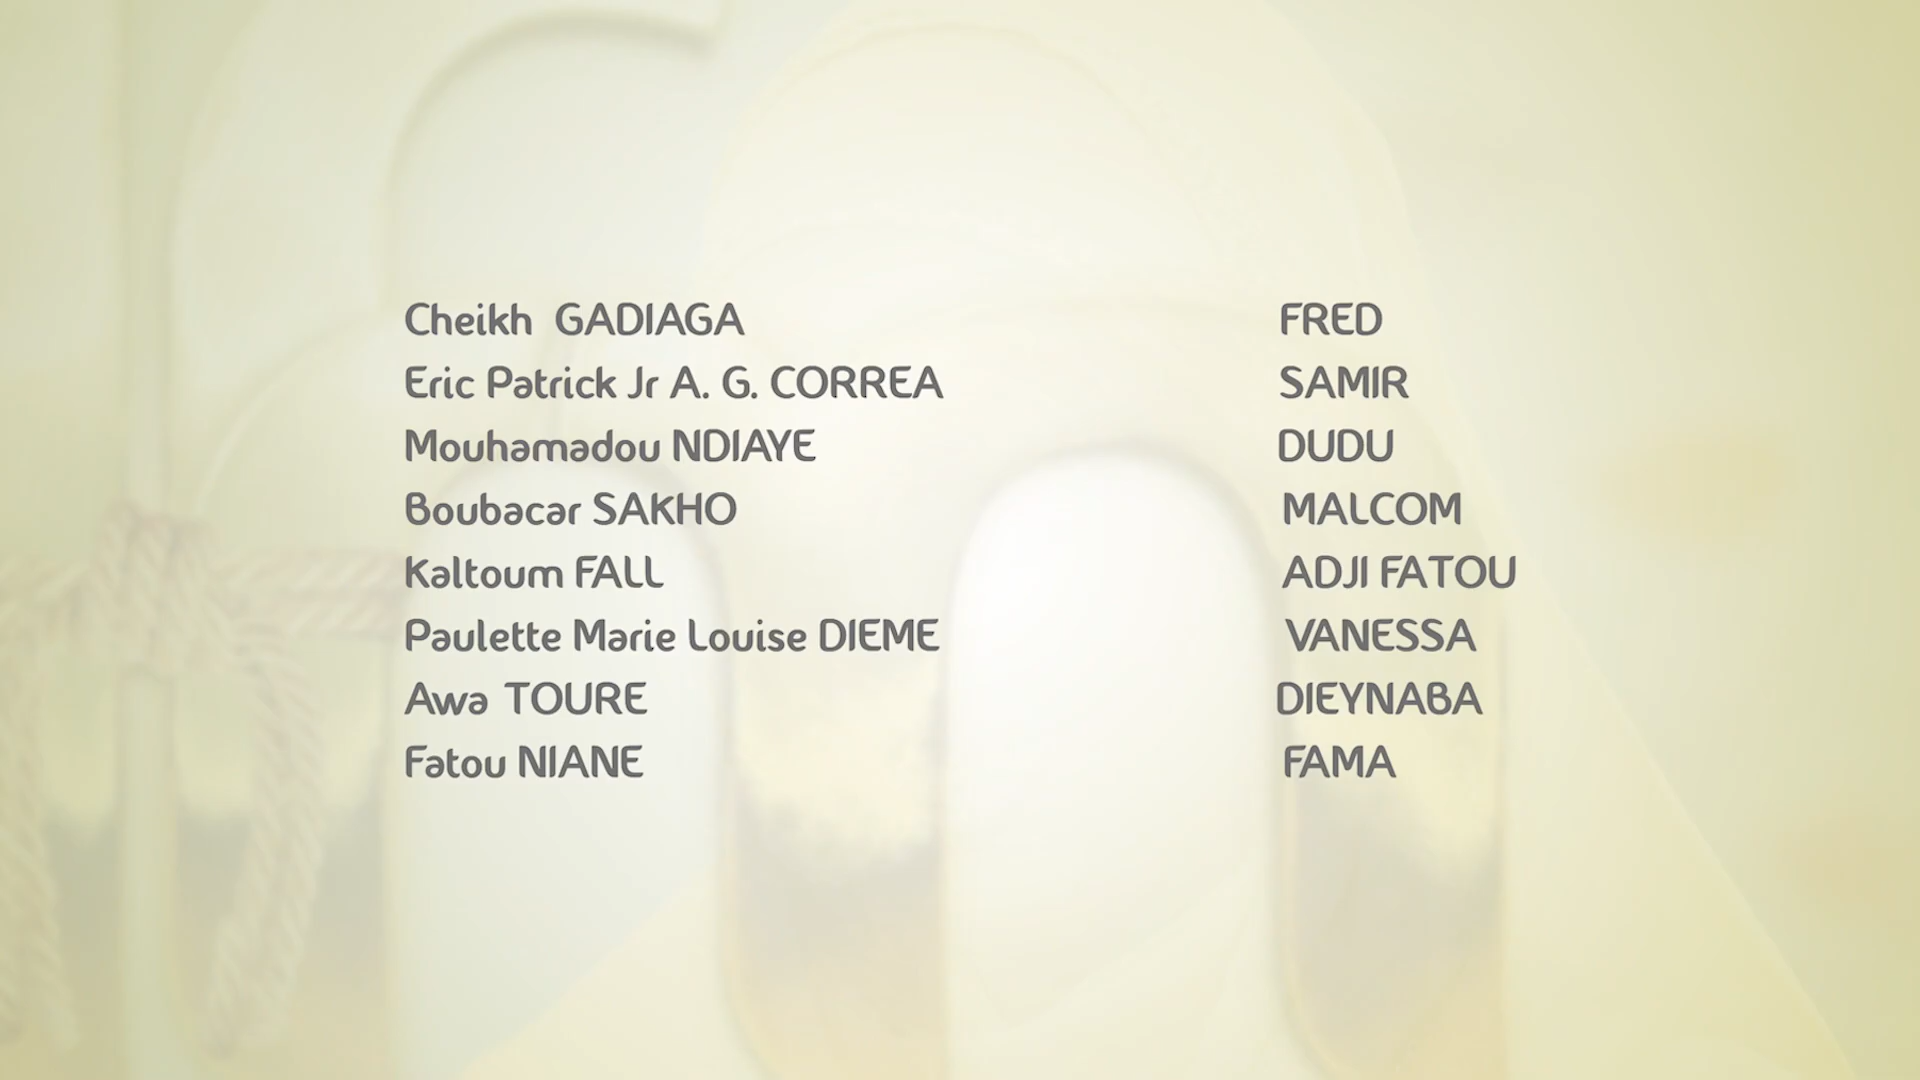 Cheikh GADIAGA FRED
Eric Patrick Jr A. G. CORREA SAMIR
Mouhamadou NDIAYE DUDU
Boubacar SAKHO MALCOM
Kaltoum FALL ADJI FATOU
Paulette Marie Louise DIEME VANESSA
Awa TOURE DIEYNABA
Fatou NIANE FAMA